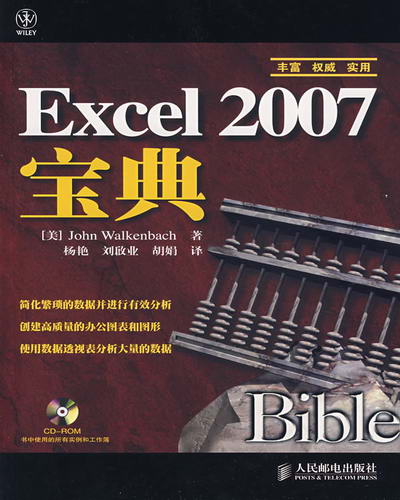 WILEY
丰富 权威 实用
Excel 2007
宝典
[美] John Walkenbach 著
杨艳 刘啟业 胡娟 译
简化繁琐的数据并进行有效分析
创建高质量的办公图表和图形
使用数据透视表分析大量的数据
Bible
CD-ROM
书中使用的所有实例和工作簿
人民邮电出版社
POSTS & TELECOM PRESS